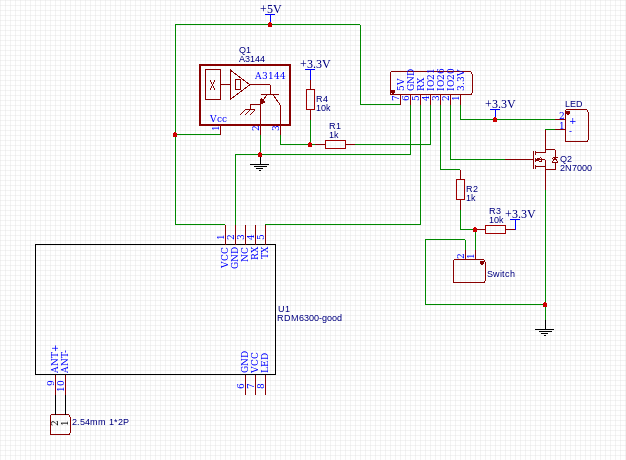 +5V
Q1
A3144
A3144
X
Vcc
1
2
3
+3.3V
R4
10k
R1
1k
5V
GND
RX
IO21
IO26
IO20
3.3V
7
6
5
4
3
2
1
+3.3V
LED
2
1
+
-
Q2
2N7000
R2
1k
R3
10k
+3.3V
2
1
Switch
1
2
3
4
5
VCC
GND
NC
RX
TX
U1
RDM6300-good
ANT+
ANT-
9
10
GND
VCC
LED
6
7
8
2
1
2.54mm 1*2P